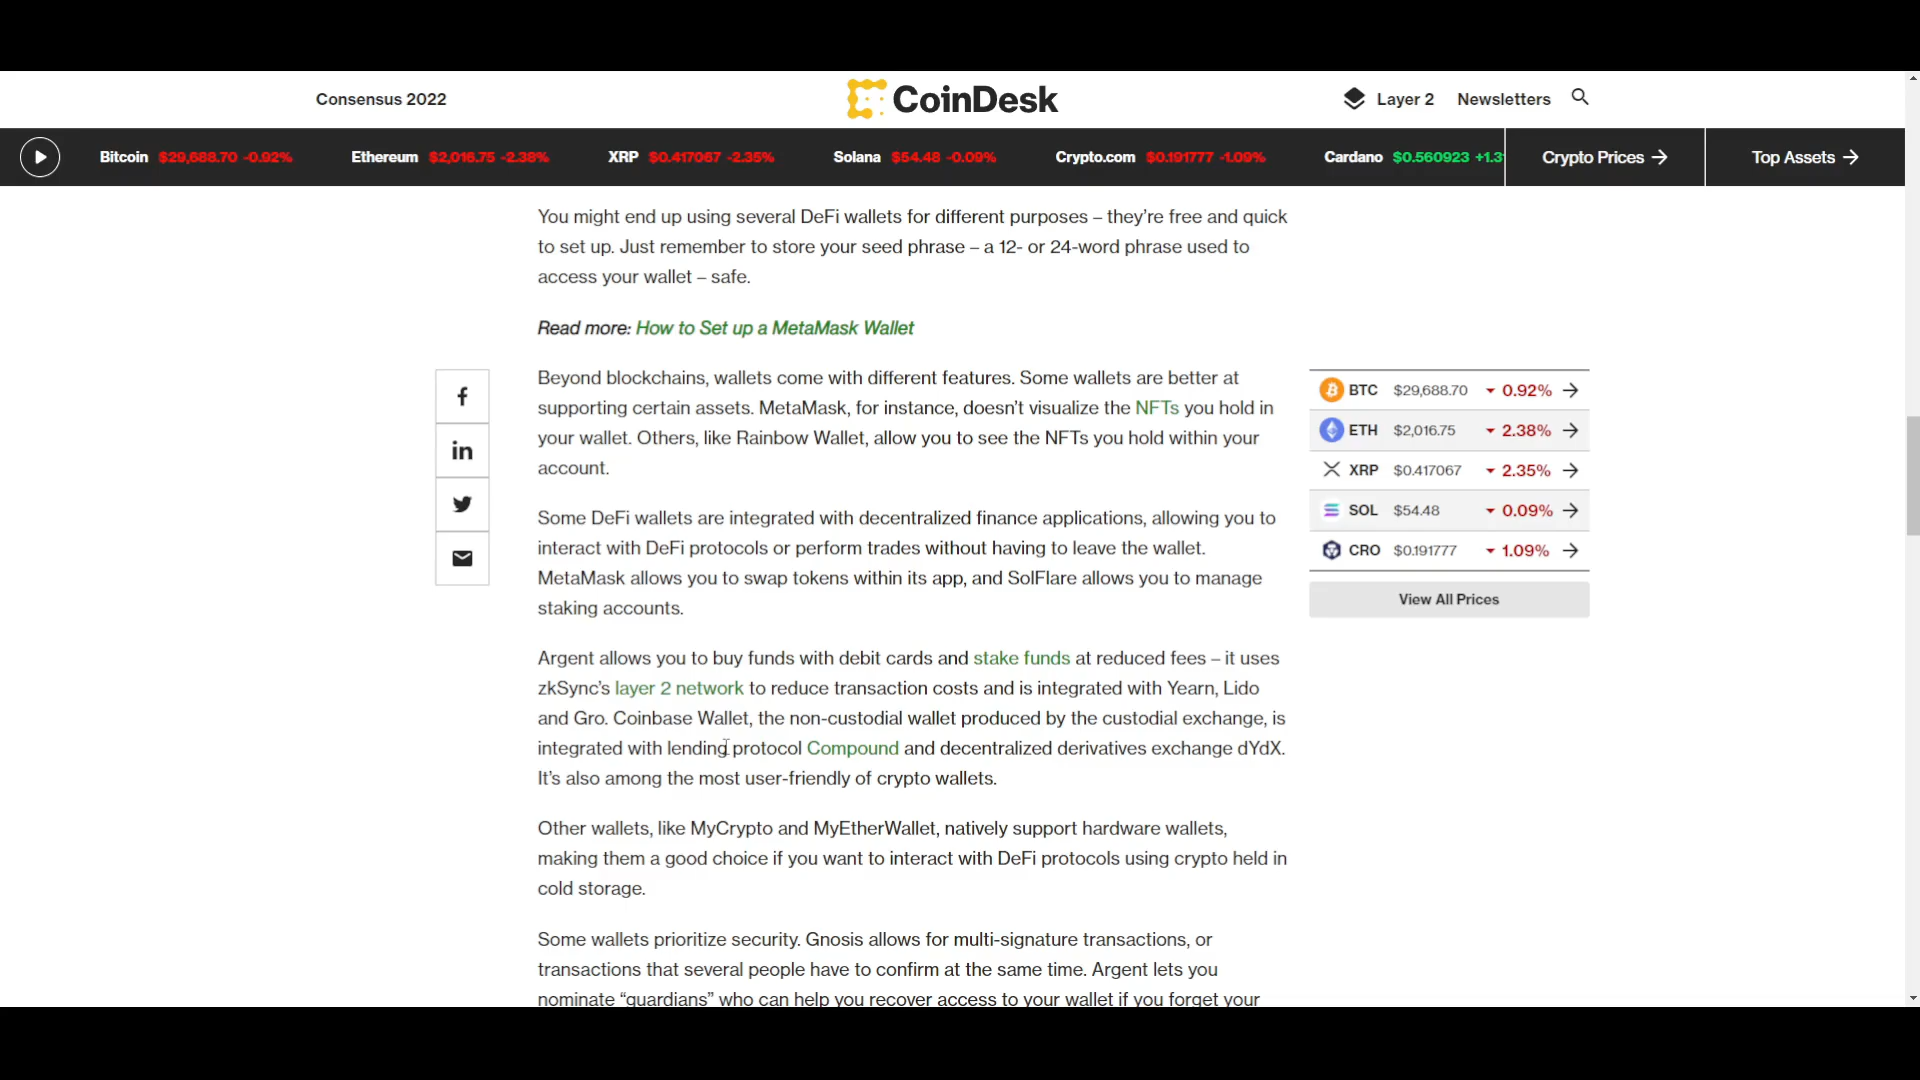 Consensus 2022
CoinDesk
Layer 2
Newsletters
Bitcoin $29,688.70 -0.92%
Ethereum $2,016.75 -2.38%
XRP $0.417067 -2.35%
Solana $54.48 -0.09%
Crypto.com $0.191777 -1.09%
Cardano $0.560923 +1.3
Crypto Prices
Top Assets
You might end up using several DeFi wallets for different purposes – they’re free and quick
to set up. Just remember to store your seed phrase – a 12- or 24-word phrase used to
access your wallet – safe.
Read more: How to Set up a MetaMask Wallet
Beyond blockchains, wallets come with different features. Some wallets are better at
supporting certain assets. MetaMask, for instance, doesn’t visualize the NFTs you hold in
your wallet. Others, like Rainbow Wallet, allow you to see the NFTs you hold within your
account.
Some DeFi wallets are integrated with decentralized finance applications, allowing you to
interact with DeFi protocols or perform trades without having to leave the wallet.
MetaMask allows you to swap tokens within its app, and SolFlare allows you to manage
staking accounts.
Argent allows you to buy funds with debit cards and stake funds at reduced fees – it uses
zkSync’s layer 2 network to reduce transaction costs and is integrated with Yearn, Lido
and Gro. Coinbase Wallet, the non-custodial wallet produced by the custodial exchange, is
integrated with lending protocol Compound and decentralized derivatives exchange dYdX.
It’s also among the most user-friendly of crypto wallets.
Other wallets, like MyCrypto and MyEtherWallet, natively support hardware wallets,
making them a good choice if you want to interact with DeFi protocols using crypto held in
cold storage.
Some wallets prioritize security. Gnosis allows for multi-signature transactions, or
transactions that several people have to confirm at the same time. Argent lets you
nominate “guardians” who can help you recover access to your wallet if you forget your
BTC $29,688.70 0.92%
ETH $2,016.75 2.38%
XRP $0.417067 2.35%
SOL $54.48 0.09%
CRO $0.191777 1.09%
View All Prices